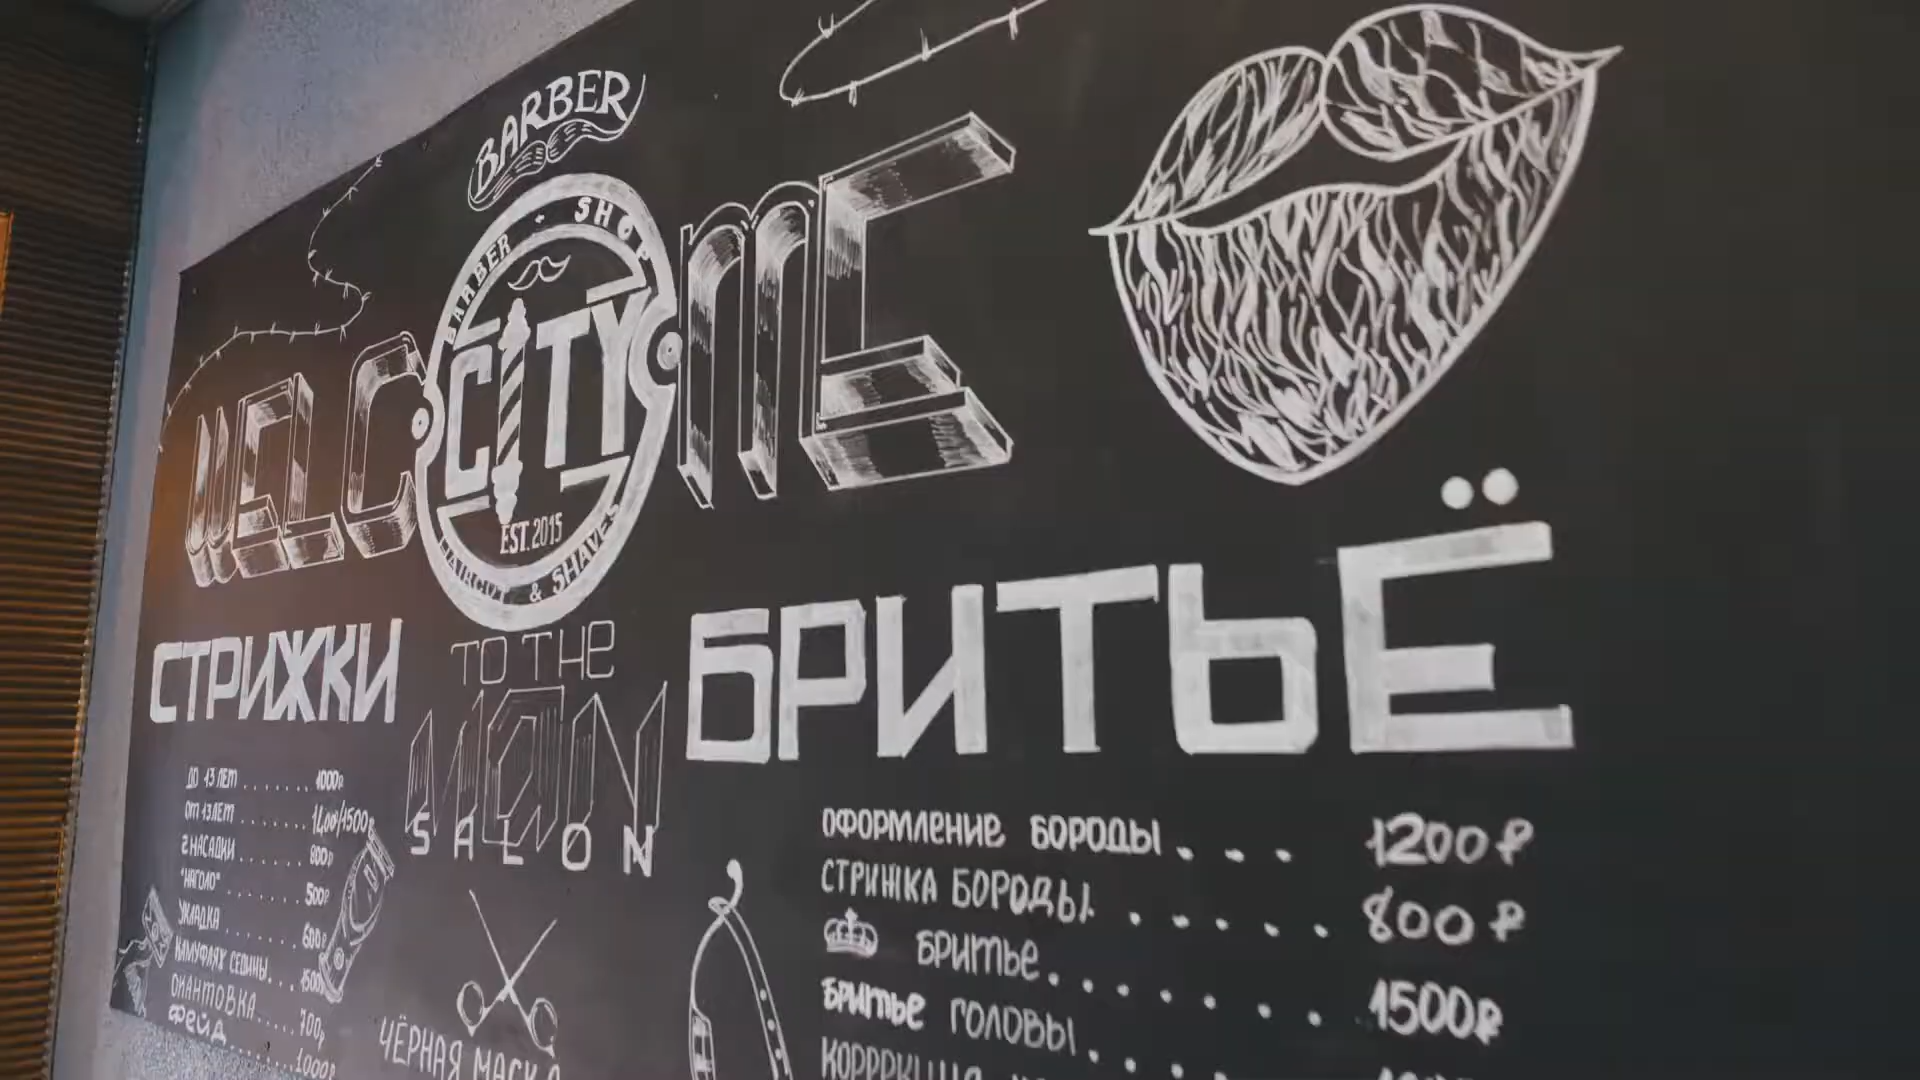 BARBER
BARBER - SHOP
WELCOME
CITY
EST. 2015
HAIRCUT & SHAVES
TO THE
MAN
SALON
СТРИЖКИ
ДО 13 ЛЕТ ....... 1000₽
ОТ 13 ЛЕТ ....... 1400/1500₽
2 НАСАДКИ ....... 800₽
"НАГОЛО" ....... 500₽
УКЛАДКА ....... 600₽
КАМУФЛЯЖ СЕДИНЫ... 1500
ОКАНТОВКА .... 700₽
ФЕЙД ....... 1000₽
ЧЁРНАЯ МАСКА
БРИТЬЁ
ОФОРМЛЕНИЕ БОРОДЫ... 1200₽
СТРИЖКА БОРОДЫ..... 800₽
БРИТЬЕ....... 1500₽
БРИТЬЕ ГОЛОВЫ